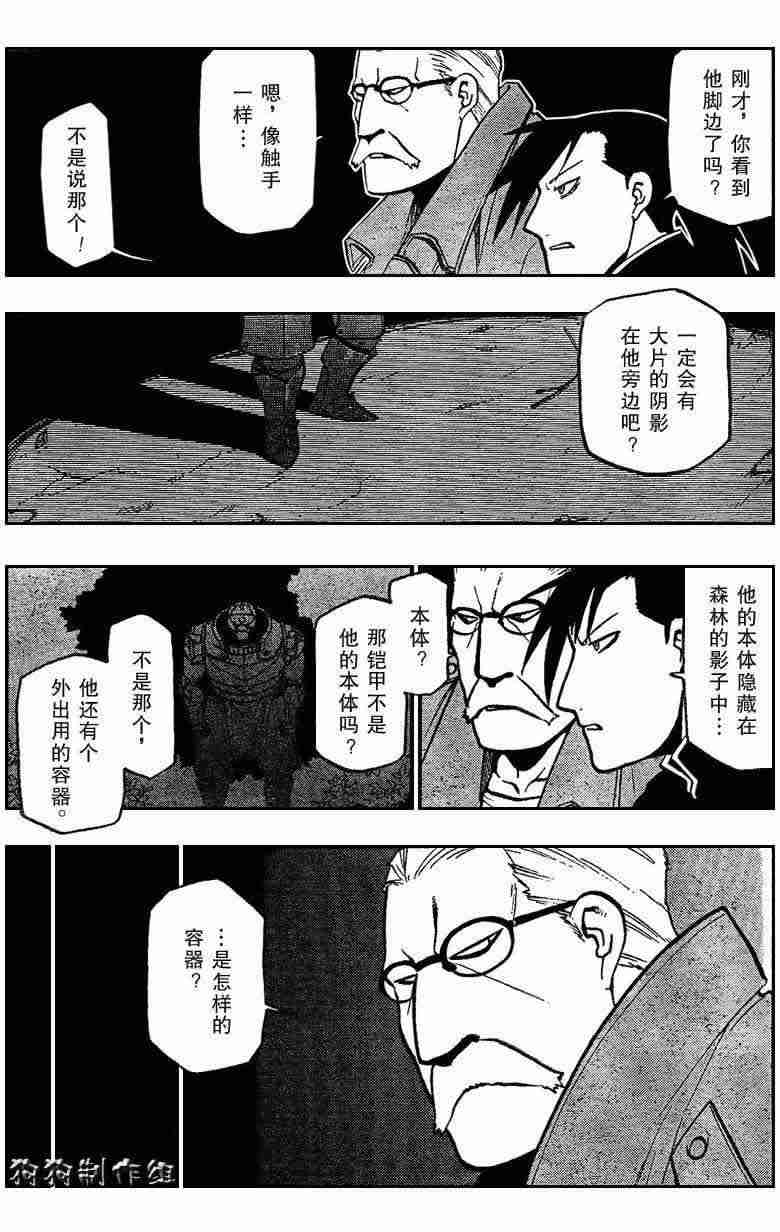 刚才，你看到
他脚边了吗？
嗯，像触手
一样…
不是说那个！
一定会有
大片的阴影
在他旁边吧？
他的本体隐藏在
森林的影子中…
本体？
那铠甲不是
他的本体吗？
不是那个，
他还有个
外出用的容器。
…是怎样的
容器？
狗狗制作组